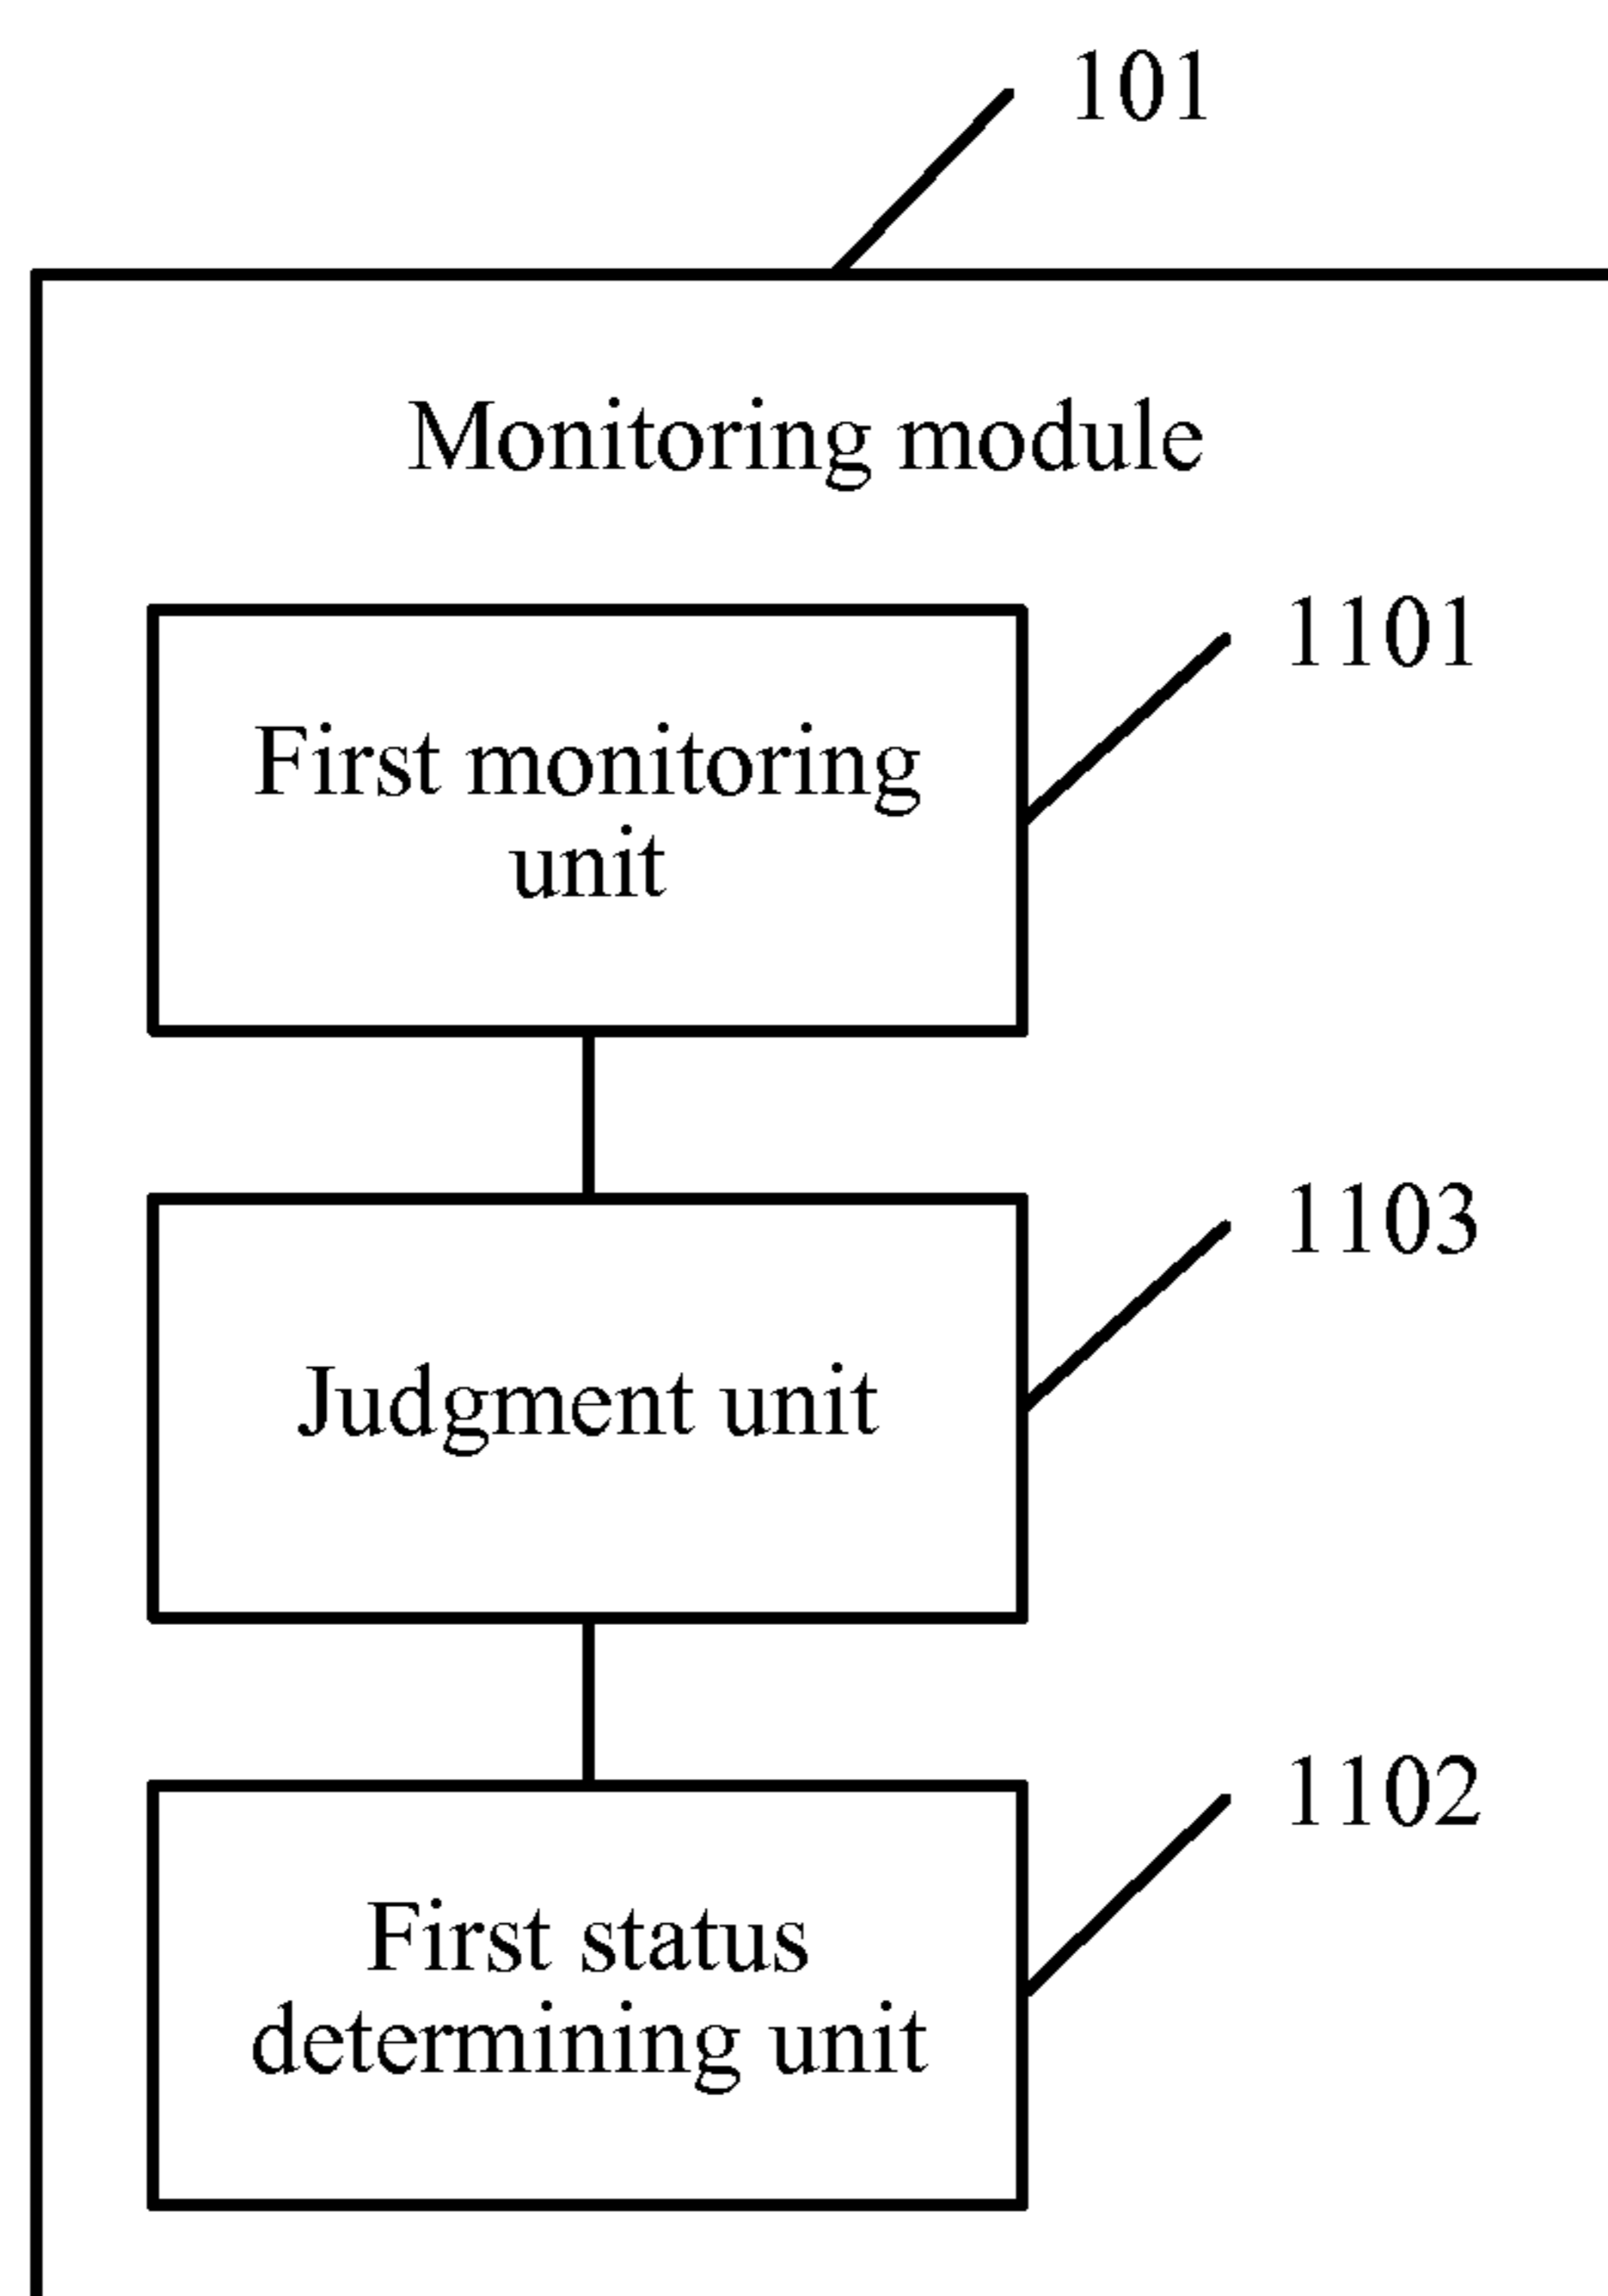 101
Monitoring module
1101
First monitoring
unit
1103
Judgment unit
1102
First status
determining unit